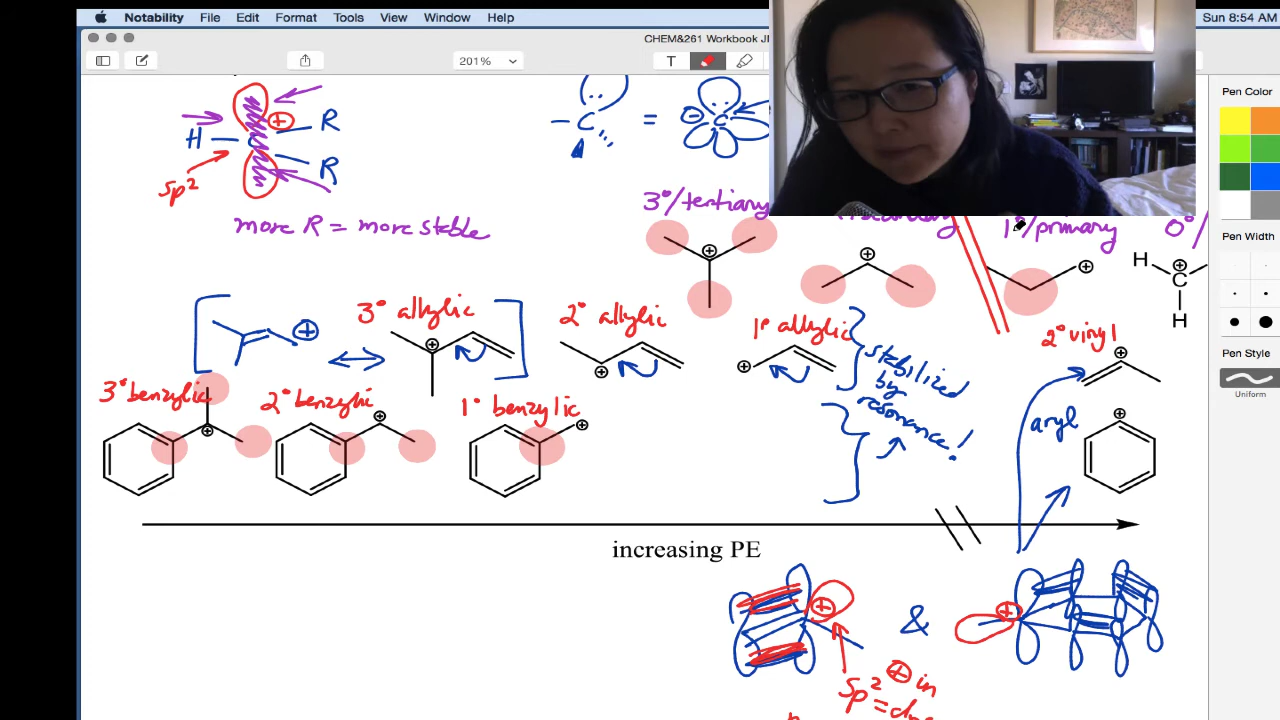 Notability File Edit Format Tools View Window Help Sun 8:54 AM
CHEM&261 Workbook
201%
T
Pen Color
Pen Width
Pen Style
Uniform
H
C
R
R
sp²
more R = more stable
C = C
3°/tertiary
1°/primary
0°/
H
C
H
3° allylic
2° allylic
1° allylic
2° vinyl
3° benzylic
2° benzylic
1° benzylic
stabilized
by
resonance!
aryl
increasing PE
&
sp² ⊕ in